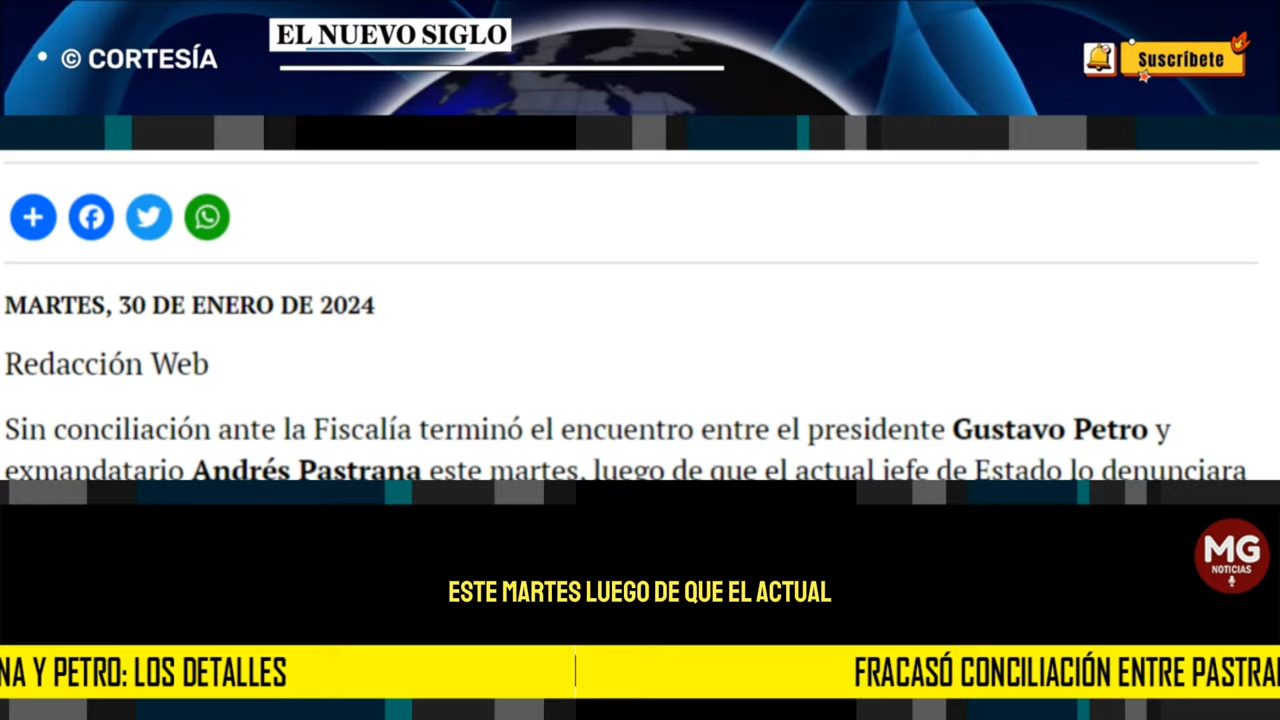 EL NUEVO SIGLO
• © CORTESÍA
Suscríbete
MARTES, 30 DE ENERO DE 2024
Redacción Web
Sin conciliación ante la Fiscalía terminó el encuentro entre el presidente Gustavo Petro y
exmandatario Andrés Pastrana este martes, luego de que el actual jefe de Estado lo denunciara
MG
NOTICIAS
ESTE MARTES LUEGO DE QUE EL ACTUAL
NA Y PETRO: LOS DETALLES
FRACASÓ CONCILIACIÓN ENTRE PASTRA